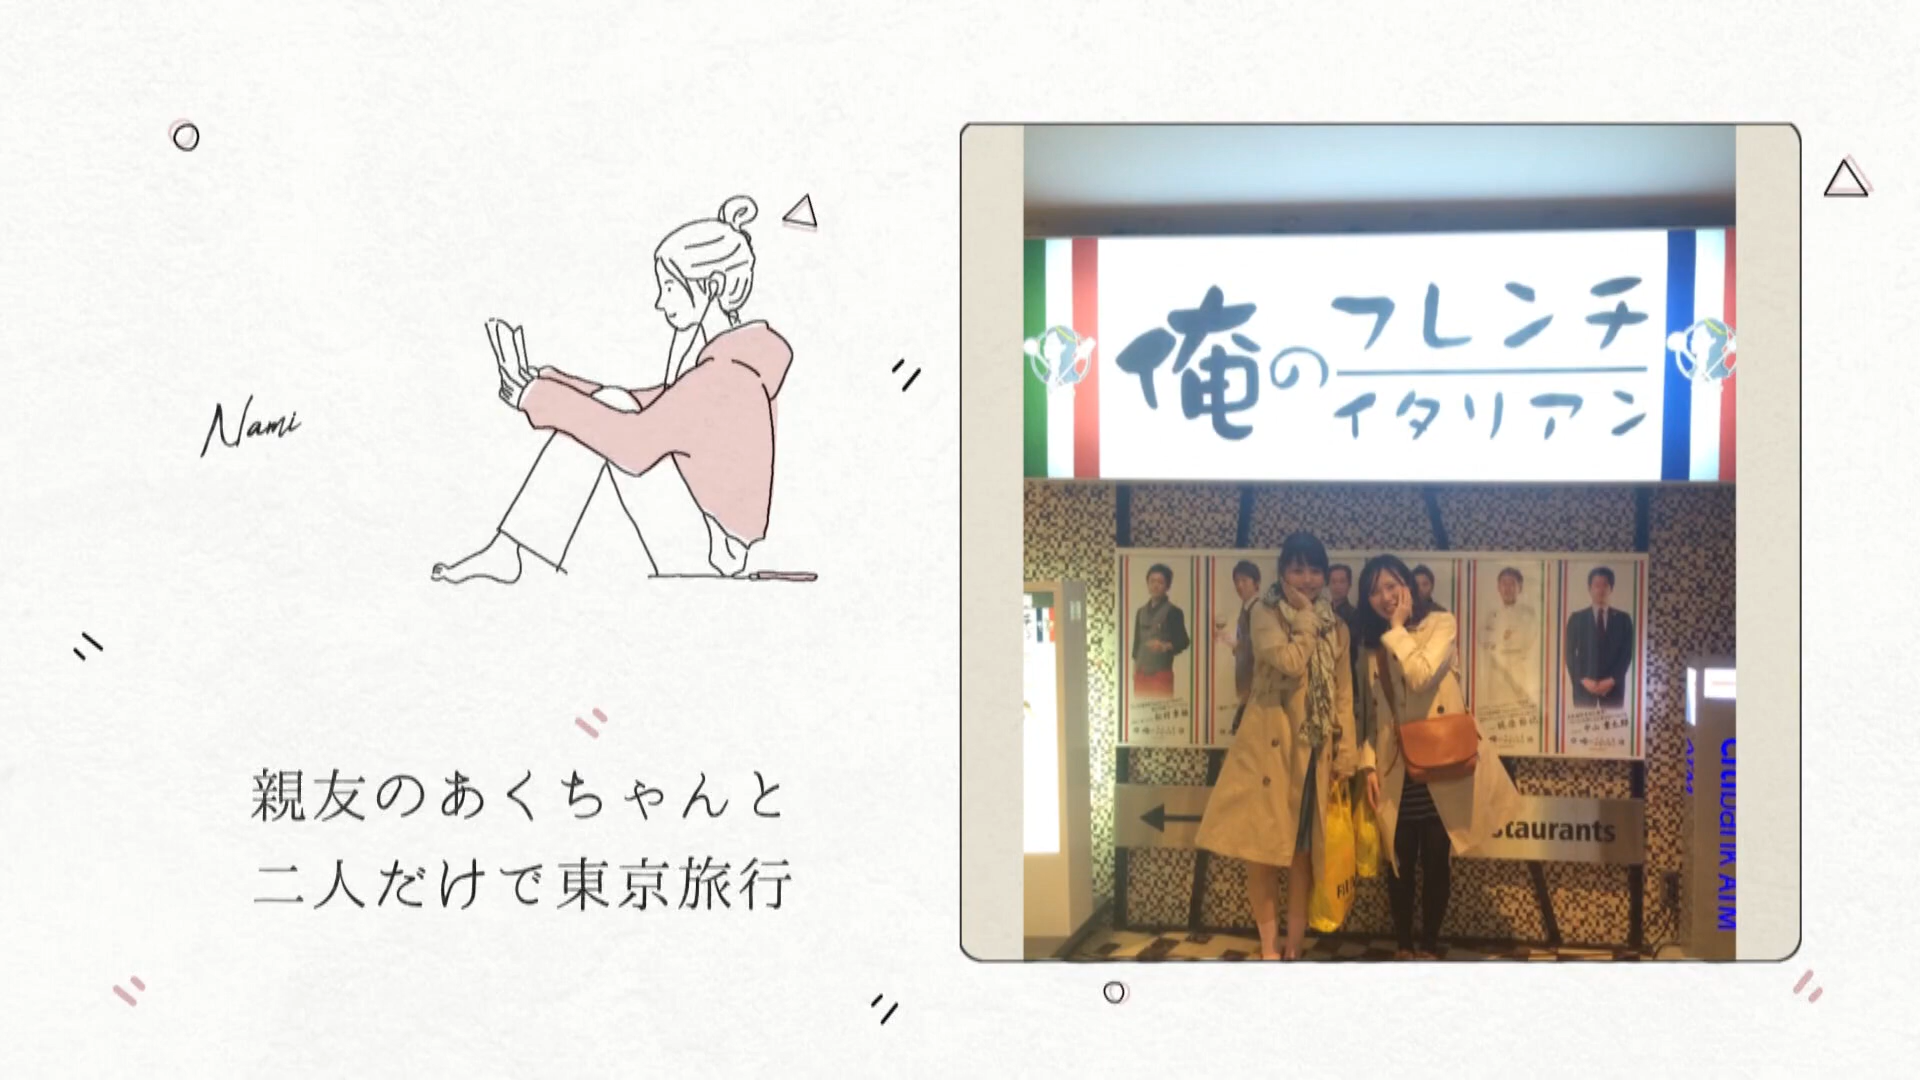 Nami
親友のあくちゃんと
二人だけで東京旅行
俺の
フレンチ
イタリアン
staurants